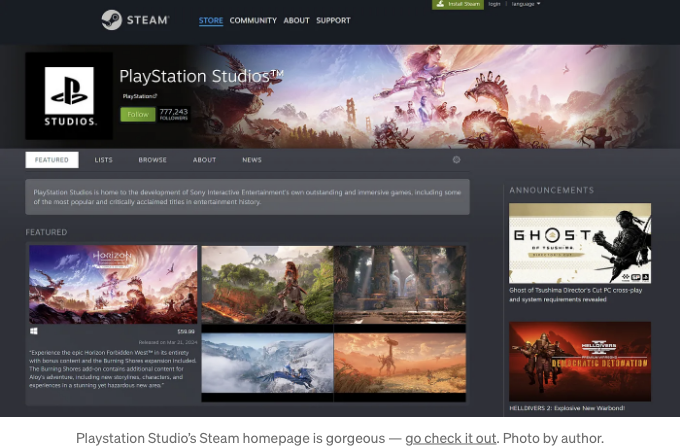 STEAM®
STORE COMMUNITY ABOUT SUPPORT
Install Steam login | language
PlayStation Studios™
PlayStation
STUDIOS.
Follow 777,243
FOLLOWERS
FEATURED LISTS BROWSE ABOUT NEWS
PlayStation Studios is home to the development of Sony Interactive Entertainment's own outstanding and immersive games, including some
of the most popular and critically acclaimed titles in entertainment history.
FEATURED
HORIZON
$59.99
Released on Mar 21, 2024
"Experience the epic Horizon Forbidden West™ in its entirety
with bonus content and the Burning Shores expansion included.
The Burning Shores add-on contains additional content for
Aloy's adventure, including new storylines, characters, and
experiences in a stunning yet hazardous new area."
ANNOUNCEMENTS
GHOST
OF TSUSHIMA
DIRECTOR'S CUT
Ghost of Tsushima Director's Cut PC cross-play
and system requirements revealed
HELLDIVERS
II
DEMOCRATIC DETONATION
HELLDIVERS 2: Explosive New Warbond!
Playstation Studio's Steam homepage is gorgeous — go check it out. Photo by author.